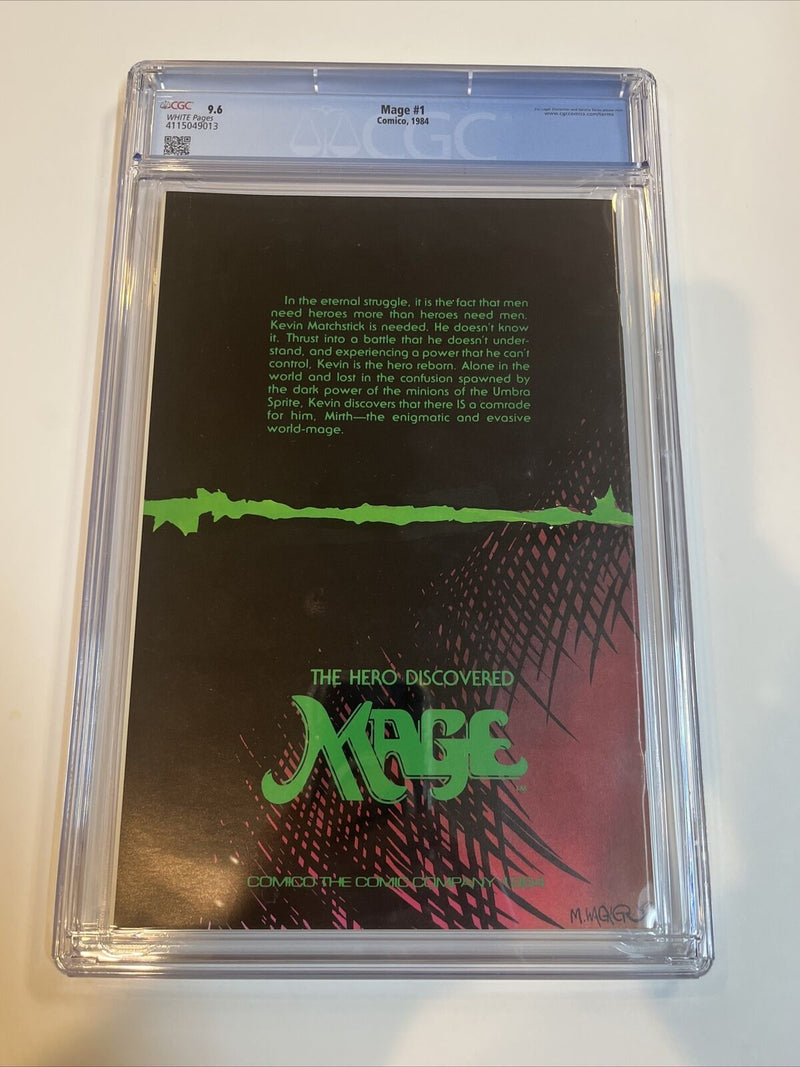 CGC 9.6
WHITE Pages
4115049013
Mage #1
Comico, 1984
www.cgccomics.com/terms
CGC
In the eternal struggle, it is the fact that men
need heroes more than heroes need men.
Kevin Matchstick is needed. He doesn't know
it. Thrust into a battle that he doesn't under-
stand, and experiencing a power that he can't
control, Kevin is the hero reborn. Alone in the
world and lost in the confusion spawned by
the dark power of the minions of the Umbra
Sprite, Kevin discovers that there IS a comrade
for him, Mirth—the enigmatic and evasive
world-mage.
THE HERO DISCOVERED
MAGE
TM
COMICO THE COMIC COMPANY 1984
M. WAGNER